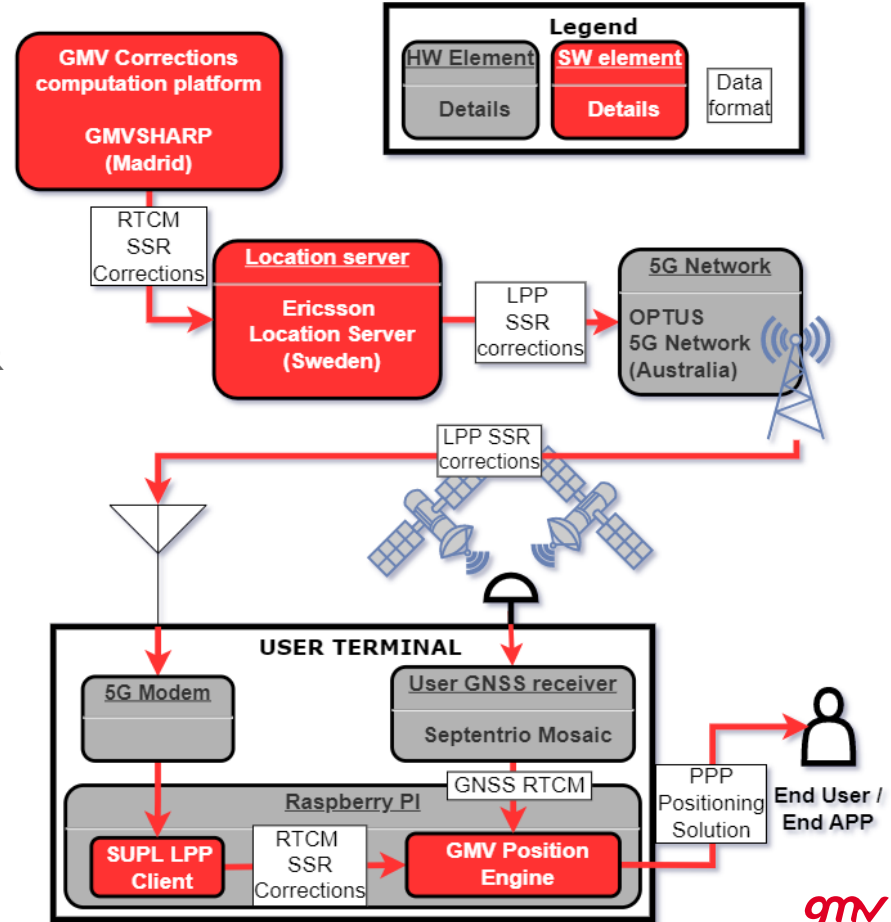 Legend
HW Element
Details
SW element
Details
Data
format
GMV Corrections
computation platform
GMVSHARP
(Madrid)
RTCM
SSR
Corrections
Location server
Ericsson
Location Server
(Sweden)
LPP
SSR
corrections
5G Network
OPTUS
5G Network
(Australia)
LPP SSR
corrections
USER TERMINAL
5G Modem
User GNSS receiver
Septentrio Mosaic
GNSS RTCM
Raspberry PI
SUPL LPP
Client
RTCM
SSR
Corrections
GMV Position
Engine
PPP
Positioning
Solution
End User /
End APP
gmv